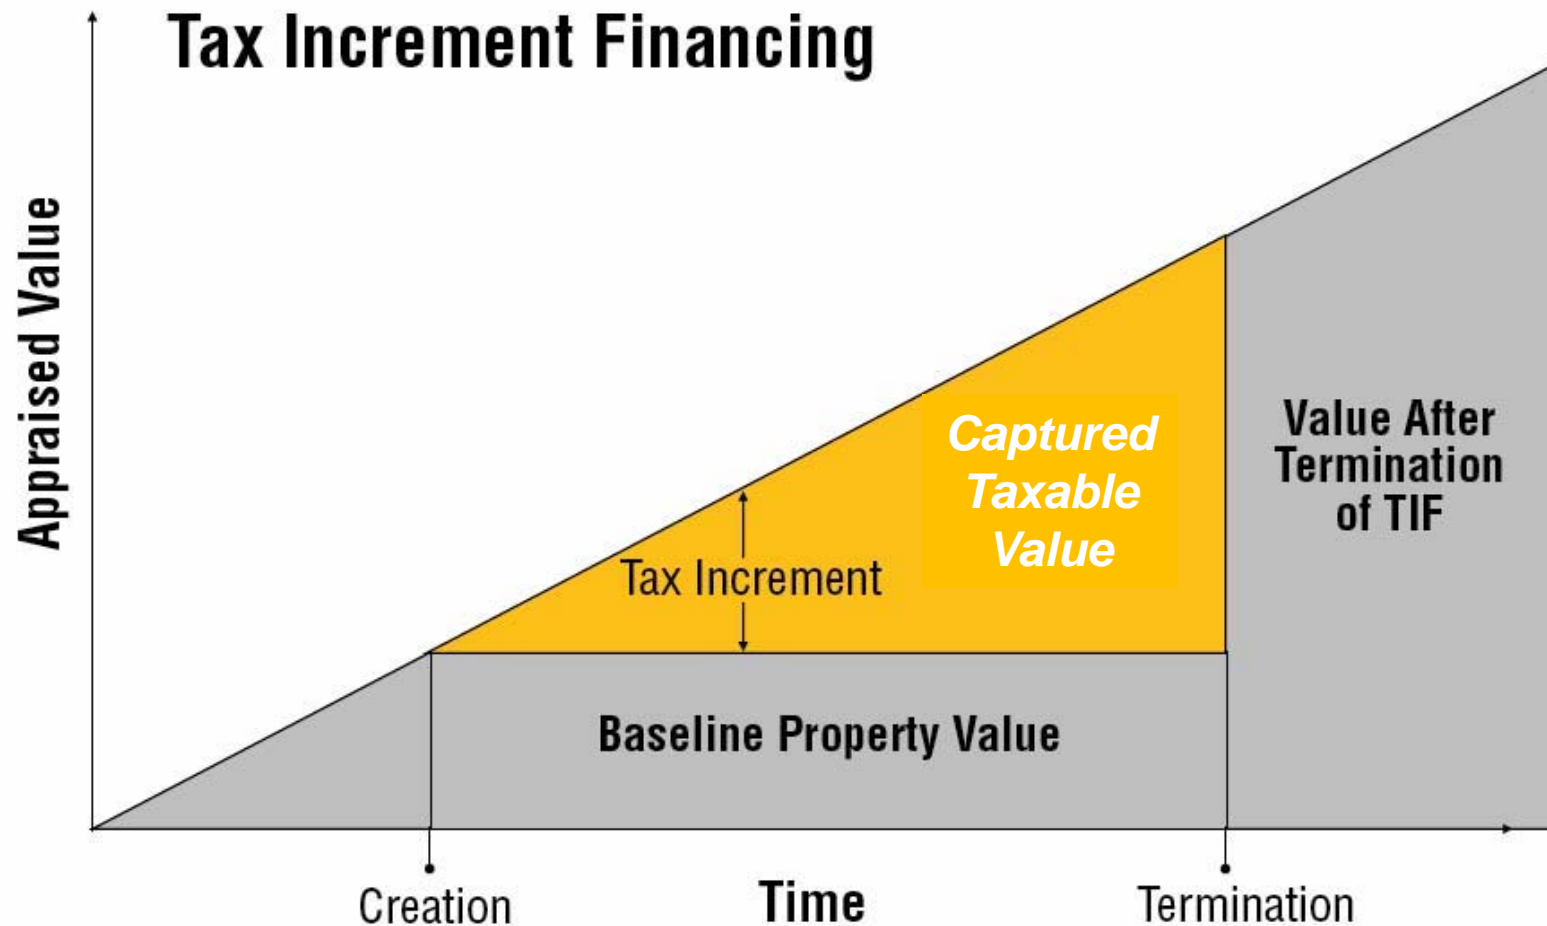 Tax Increment Financing
Appraised Value
Captured
Taxable
Value
Value After
Termination
of TIF
Tax Increment
Baseline Property Value
Creation
Time
Termination